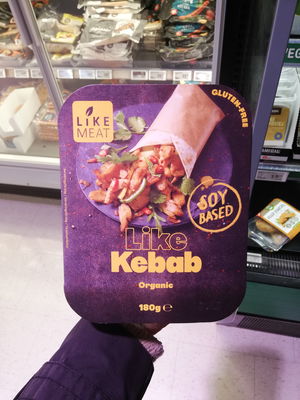 LIKE
MEAT
GLUTEN-FREE
SOY
BASED
Like
Kebab
Organic
180g ℮